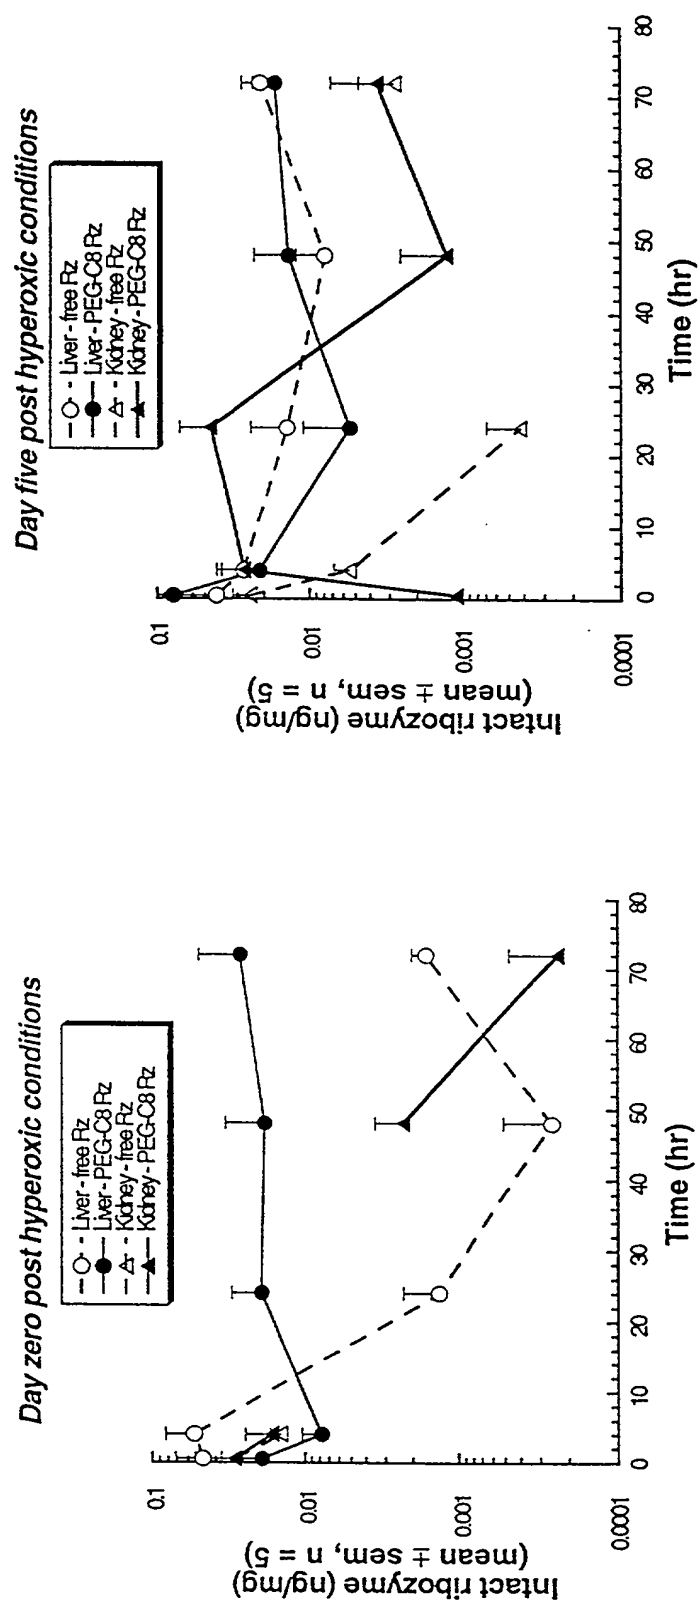 Day zero post hyperoxic conditions
- Liver - free Rz
Liver - PEG-C8 Rz
Kidney - free Rz
Kidney - PEG-C8 Rz
0.1
0.01
0.001
0.0001
Intact ribozyme (ng/mg)
(mean ± sem, n = 5)
0
10
20
30
40
50
60
70
80
Time (hr)
Day five post hyperoxic conditions
- Liver - free Rz
Liver - PEG-C8 Rz
Kidney - free Rz
Kidney - PEG-C8 Rz
0.1
0.01
0.001
0.0001
Intact ribozyme (ng/mg)
(mean ± sem, n = 5)
0
10
20
30
40
50
60
70
80
Time (hr)